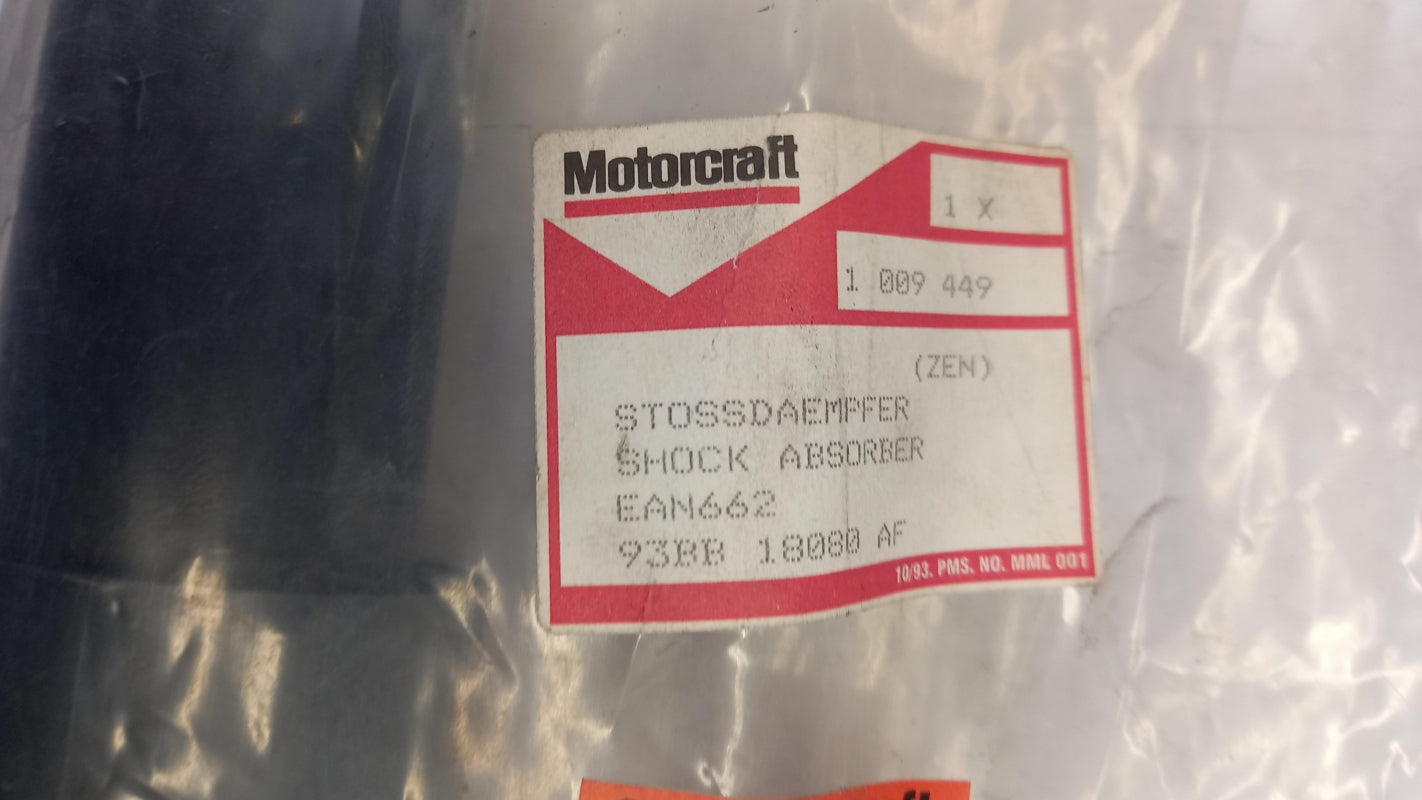 Motorcraft
1 X
1 009 449
(ZEN)
STOSSDAEMPFER
SHOCK ABSORBER
EAN662
93BB 18080 AF
10/93. PMS. NO. MML 001